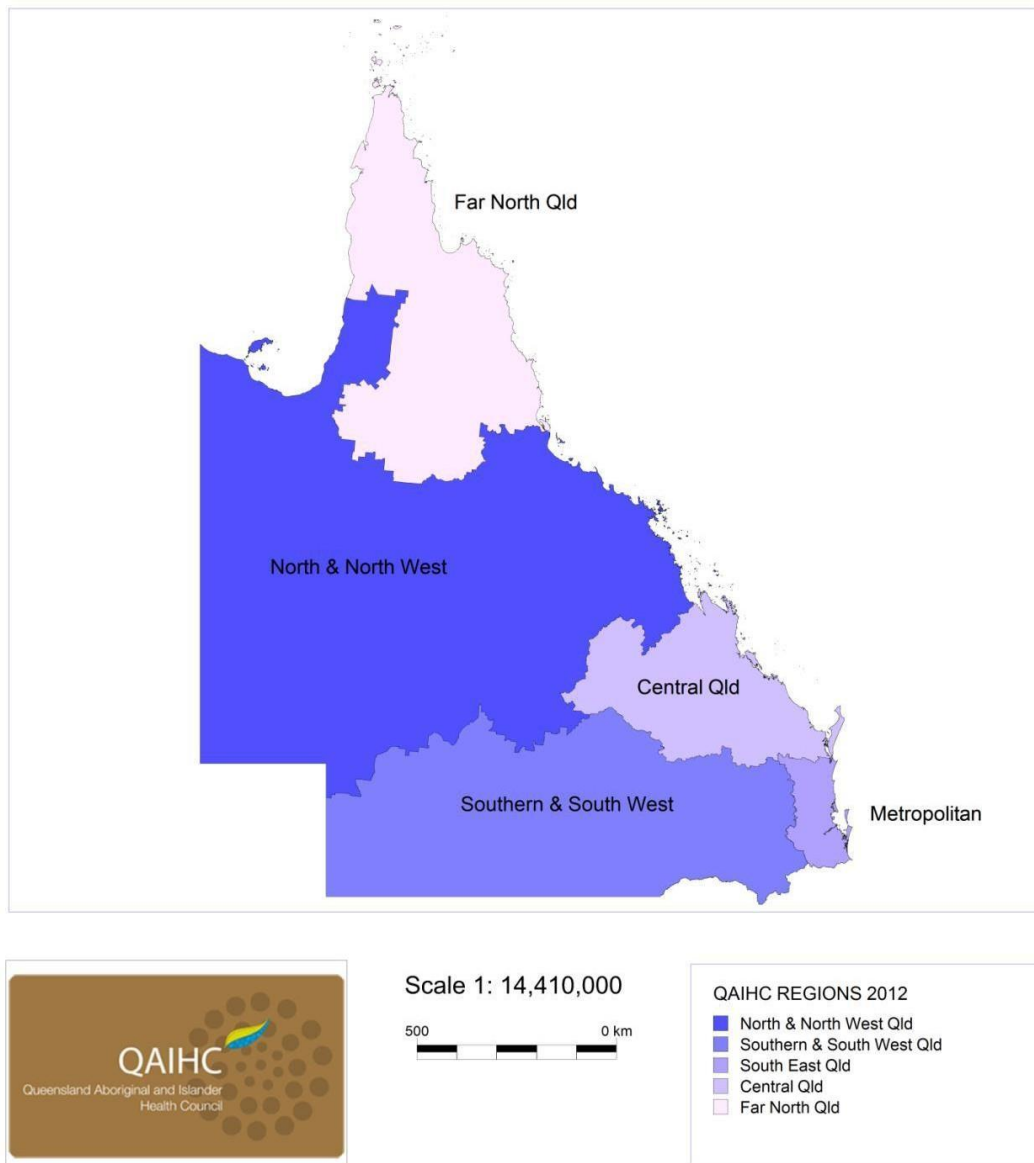 Far North Qld
North & North West
Central Qld
Southern & South West
Metropolitan
QAIHC
Queensland Aboriginal and Islander
Health Council
Scale 1: 14,410,000
500 0 km
QAIHC REGIONS 2012
North & North West Qld
Southern & South West Qld
South East Qld
Central Qld
Far North Qld